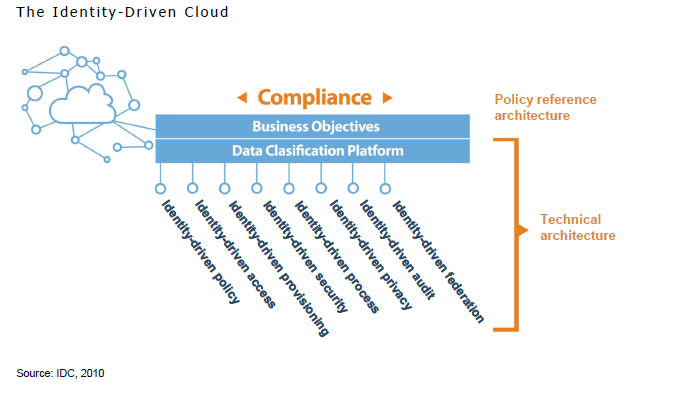 The Identity-Driven Cloud
Compliance
Policy reference
architecture
Business Objectives
Data Clasification Platform
Identity-driven policy
Identity-driven access
Identity-driven provisioning
Identity-driven security
Identity-driven process
Identity-driven privacy
Identity-driven audit
Identity-driven federation
Technical
architecture
Source: IDC, 2010